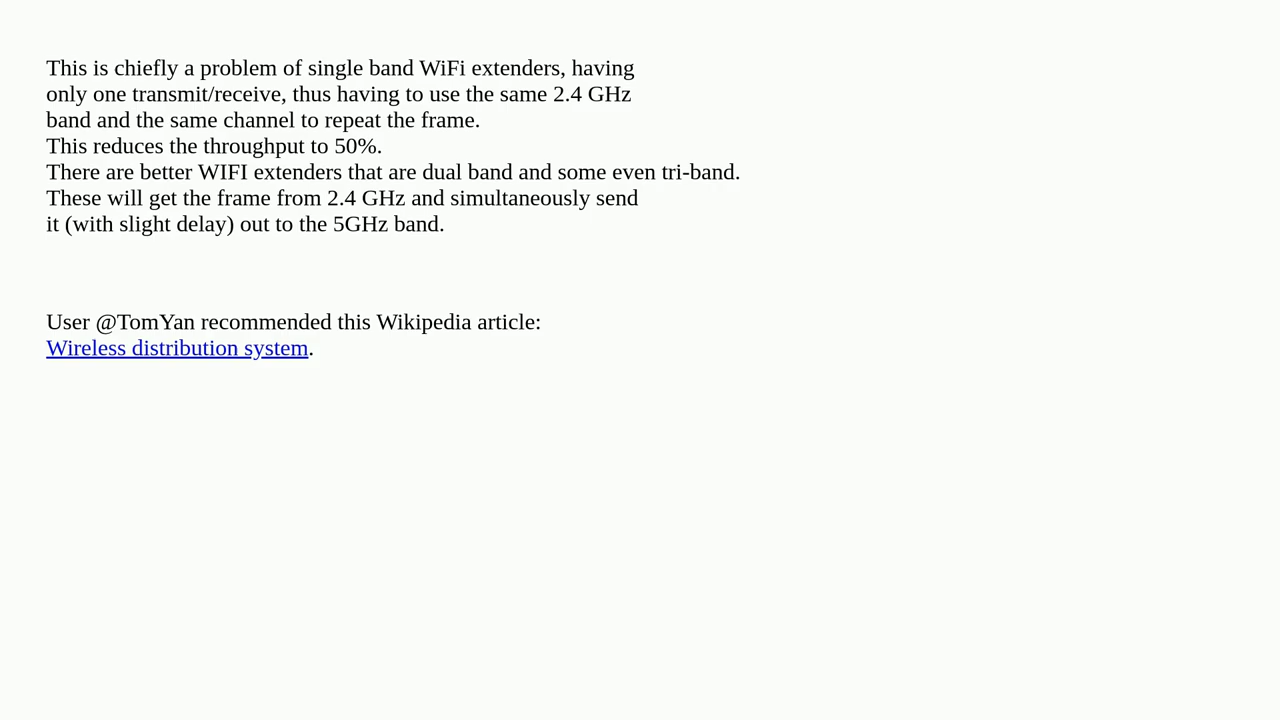 This is chiefly a problem of single band WiFi extenders, having
only one transmit/receive, thus having to use the same 2.4 GHz
band and the same channel to repeat the frame.
This reduces the throughput to 50%.
There are better WIFI extenders that are dual band and some even tri-band.
These will get the frame from 2.4 GHz and simultaneously send
it (with slight delay) out to the 5GHz band.
User @TomYan recommended this Wikipedia article:
Wireless distribution system.